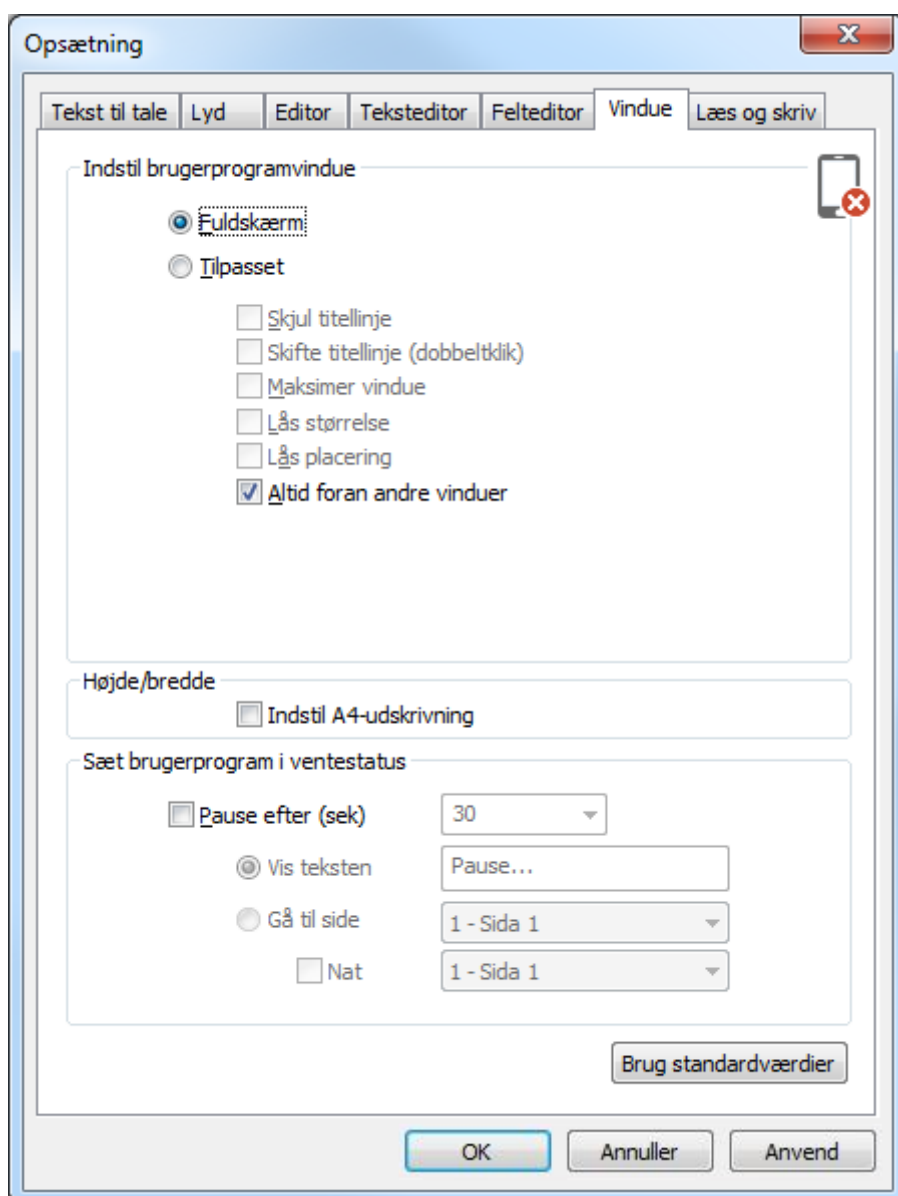 Opsætning
Tekst til tale Lyd Editor Teksteditor Felteditor Vindue Læs og skriv
Indstil brugerprogramvindue
Fuldskærm
Tilpasset
Skjul titellinje
Skifte titellinje (dobbeltklik)
Maksimer vindue
Lås størrelse
Lås placering
Altid foran andre vinduer
Højde/bredde
Indstil A4-udskrivning
Sæt brugerprogram i ventestatus
Pause efter (sek) 30
Vis teksten Pause...
Gå til side 1 - Sida 1
Nat 1 - Sida 1
Brug standardværdier
OK Annuller Anvend